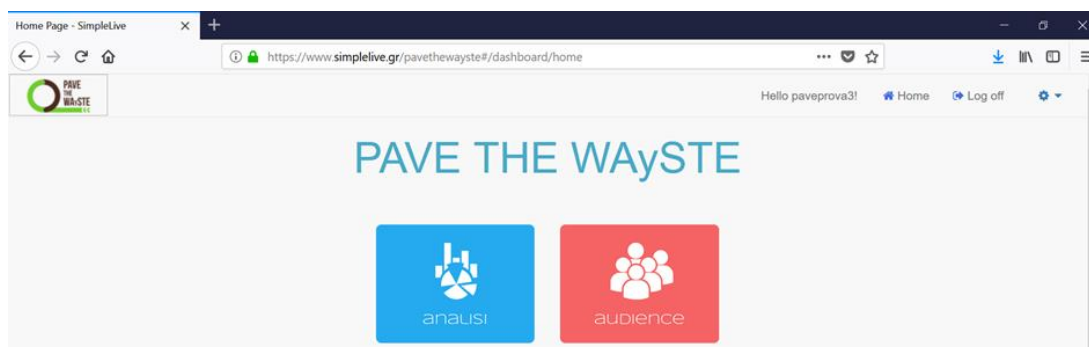 Home Page - SimpleLive
https://www.simplelive.gr/pavethewayste#/dashboard/home
PAVE
THE
WAySTE
Hello paveprova3! Home Log off
PAVE THE WAySTE
analisi audience